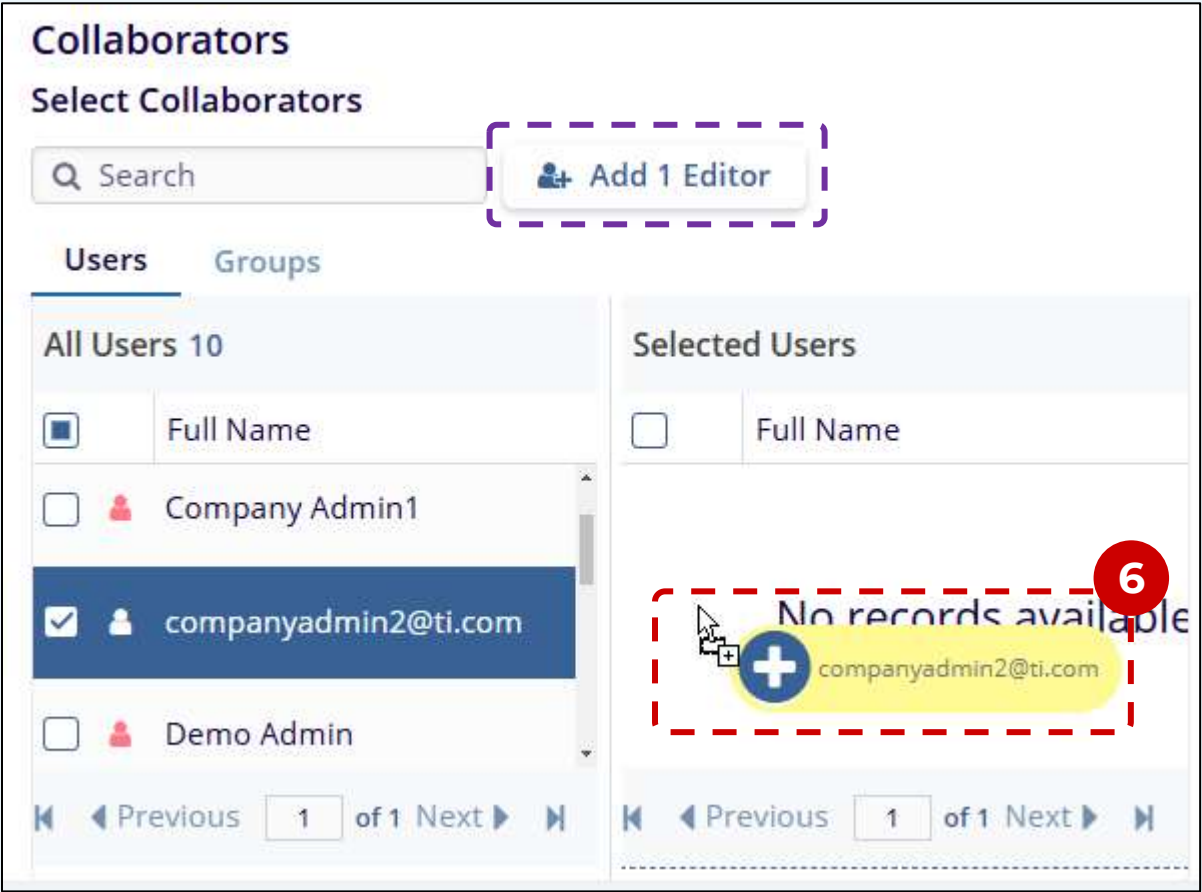 Collaborators
Select Collaborators
Search
Add 1 Editor
Users Groups
All Users 10
Selected Users
Full Name
Full Name
Company Admin1
companyadmin2@ti.com
Demo Admin
6
No records available
companyadmin2@ti.com
Previous 1 of 1 Next
Previous 1 of 1 Next